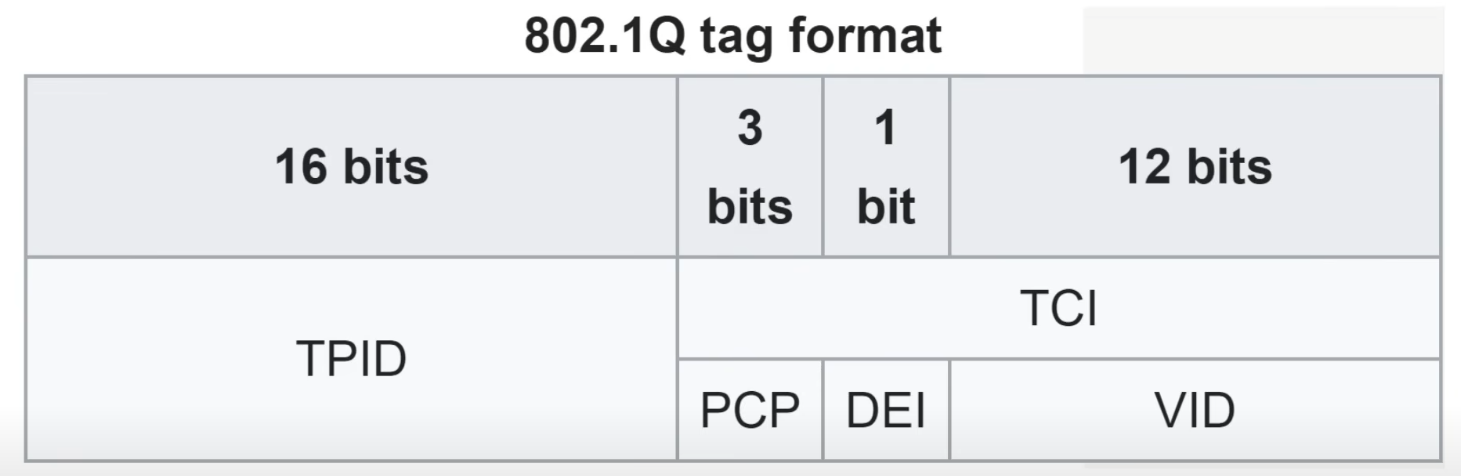 802.1Q tag format
16 bits
3
bits
1
bit
12 bits
TPID
TCI
PCP
DEI
VID